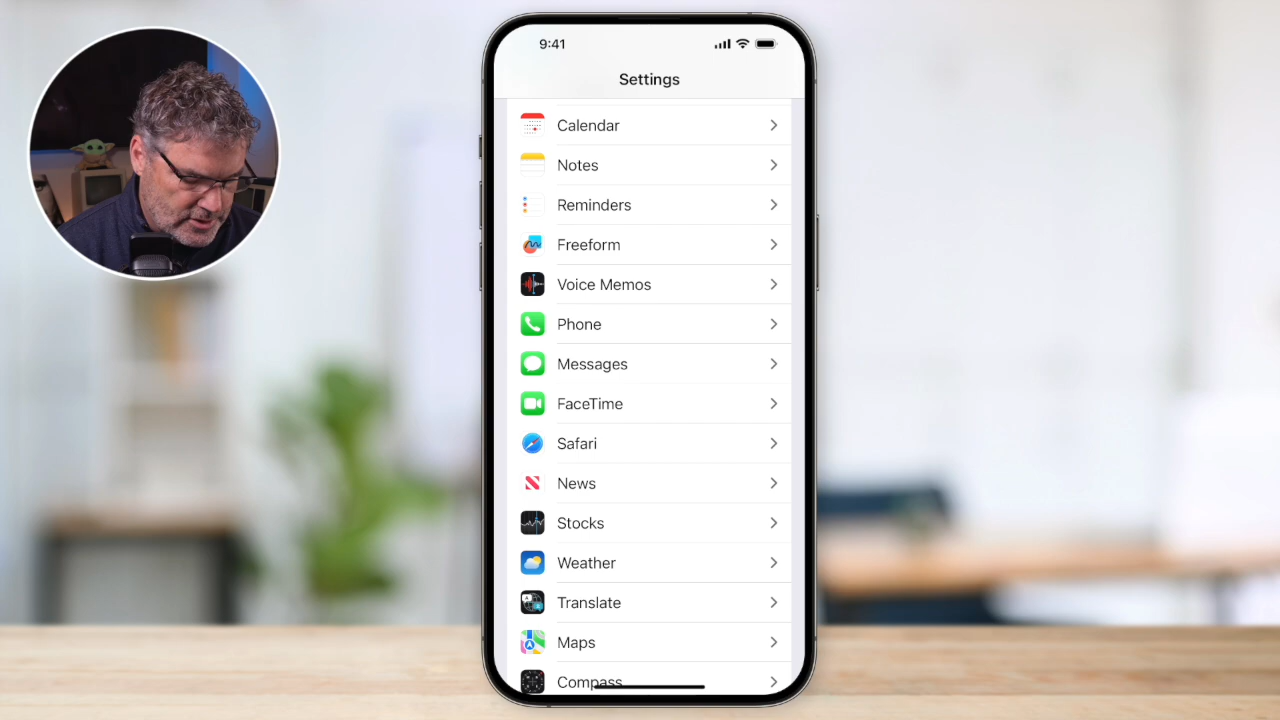 9:41
Settings
Calendar
Notes
Reminders
Freeform
Voice Memos
Phone
Messages
FaceTime
Safari
News
Stocks
Weather
Translate
Maps
Compass